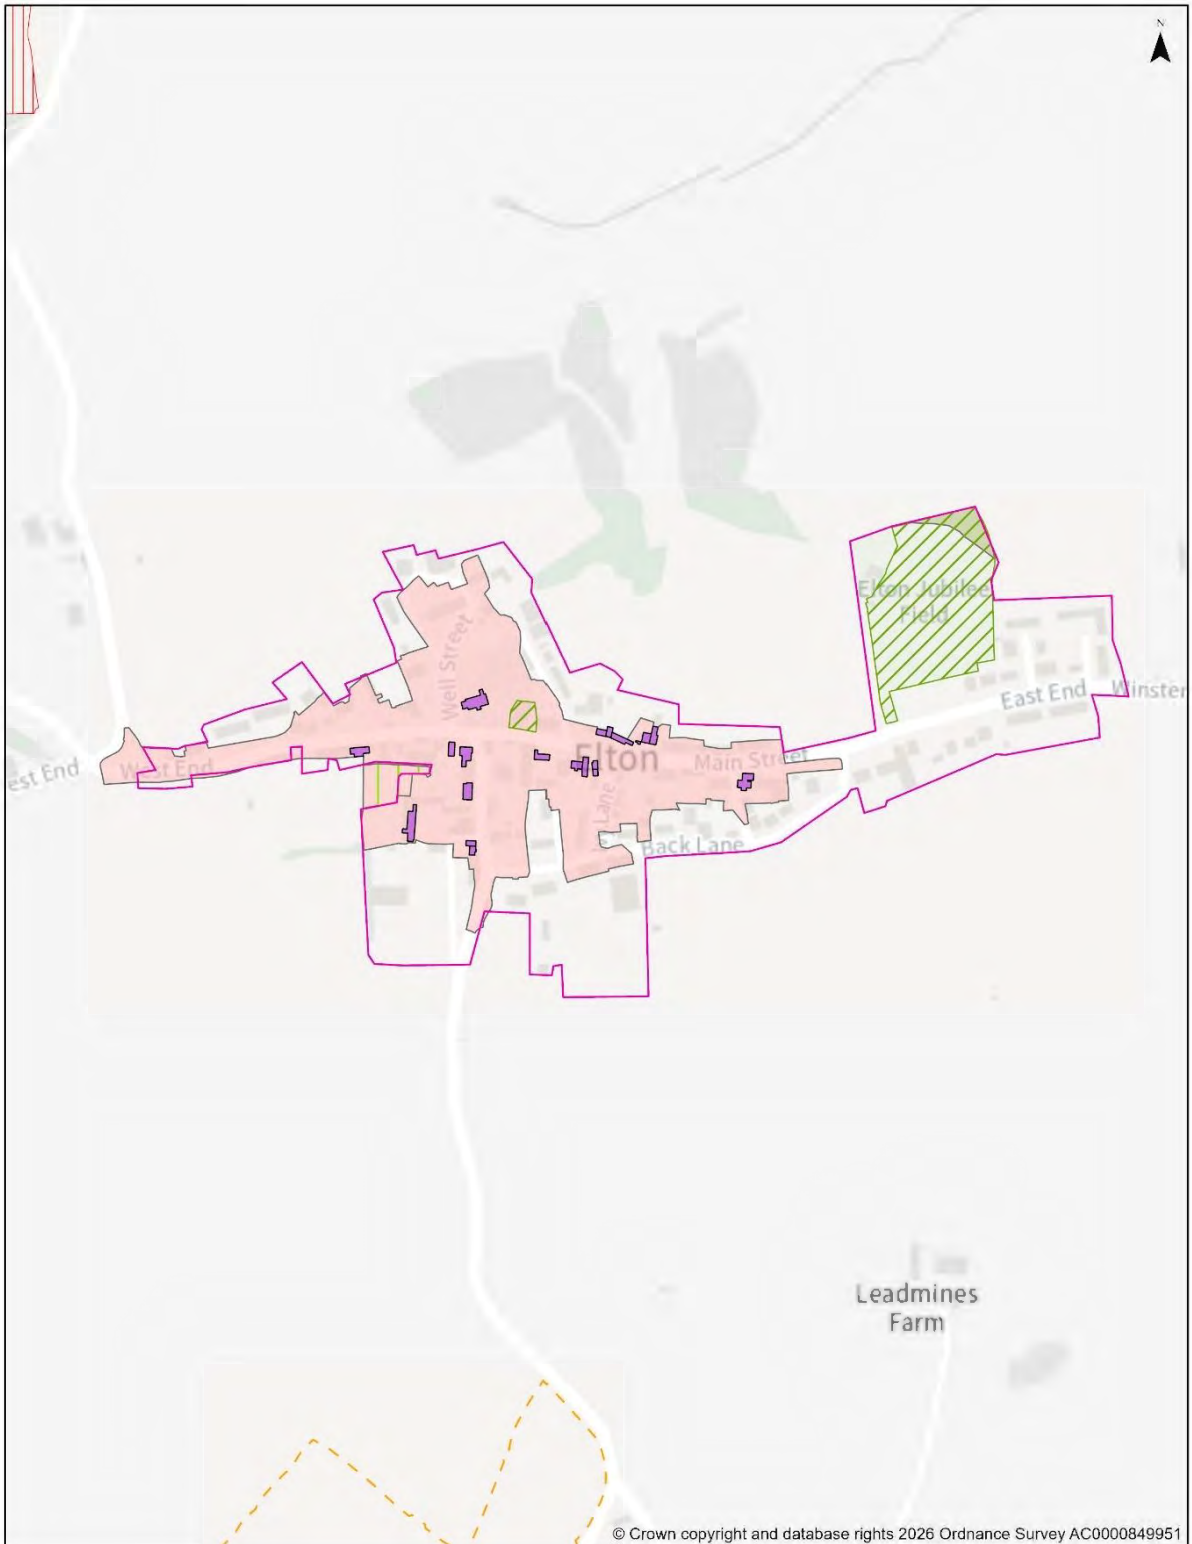 N
Elton Jubilee
Field
Well Street
East End
Winster
Elton
Main Street
West End
est End
Lane
Back Lane
Leadmines
Farm
© Crown copyright and database rights 2026 Ordnance Survey AC0000849951